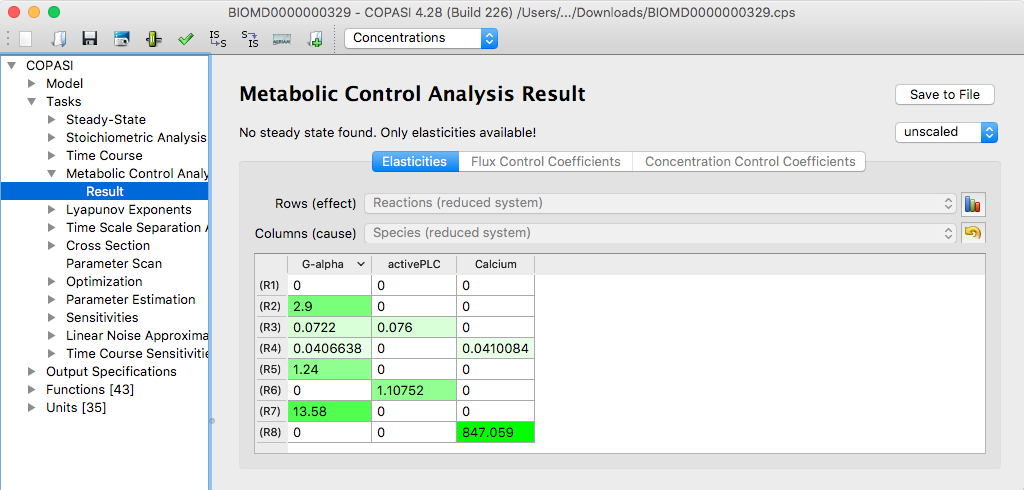 BIOMD0000000329 - COPASI 4.28 (Build 226) /Users/.../Downloads/BIOMD0000000329.cps
IS S S IS MIRIAM Concentrations
COPASI
Model
Tasks
Steady-State
Stoichiometric Analysis
Time Course
Metabolic Control Analy
Result
Lyapunov Exponents
Time Scale Separation A
Cross Section
Parameter Scan
Optimization
Parameter Estimation
Sensitivities
Linear Noise Approxima
Time Course Sensitivitie
Output Specifications
Functions [43]
Units [35]
Metabolic Control Analysis Result
Save to File
No steady state found. Only elasticities available!
unscaled
Elasticities Flux Control Coefficients Concentration Control Coefficients
Rows (effect) Reactions (reduced system)
Columns (cause) Species (reduced system)
G-alpha activePLC Calcium
(R1) 0 0 0
(R2) 2.9 0 0
(R3) 0.0722 0.076 0
(R4) 0.0406638 0 0.0410084
(R5) 1.24 0 0
(R6) 0 1.10752 0
(R7) 13.58 0 0
(R8) 0 0 847.059